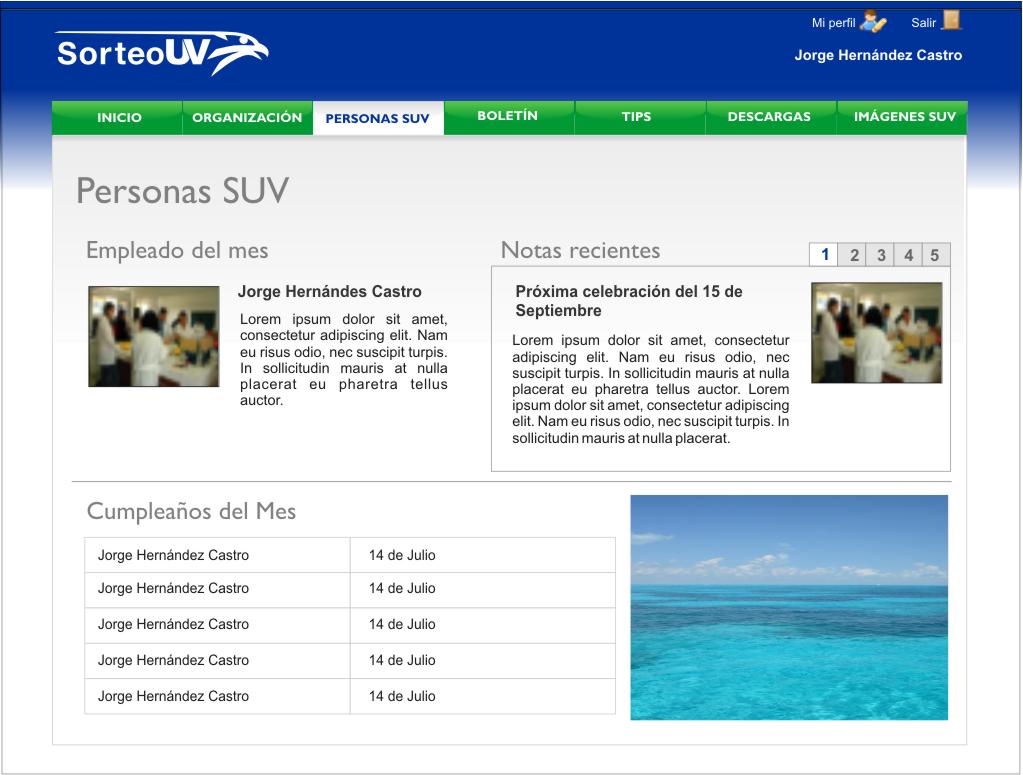 Mi perfil
Salir
SorteoUV
Jorge Hernández Castro
INICIO
ORGANIZACIÓN
PERSONAS SUV
BOLETÍN
TIPS
DESCARGAS
IMÁGENES SUV
Personas SUV
Empleado del mes
Jorge Hernándes Castro
Lorem ipsum dolor sit amet,
consectetur adipiscing elit. Nam
eu risus odio, nec suscipit turpis.
In sollicitudin mauris at nulla
placerat eu pharetra tellus
auctor.
Notas recientes
1 2 3 4 5
Próxima celebración del 15 de
Septiembre
Lorem ipsum dolor sit amet, consectetur
adipiscing elit. Nam eu risus odio, nec
suscipit turpis. In sollicitudin mauris at nulla
placerat eu pharetra tellus auctor. Lorem
ipsum dolor sit amet, consectetur adipiscing
elit. Nam eu risus odio, nec suscipit turpis. In
sollicitudin mauris at nulla placerat.
Cumpleaños del Mes
Jorge Hernández Castro 14 de Julio
Jorge Hernández Castro 14 de Julio
Jorge Hernández Castro 14 de Julio
Jorge Hernández Castro 14 de Julio
Jorge Hernández Castro 14 de Julio